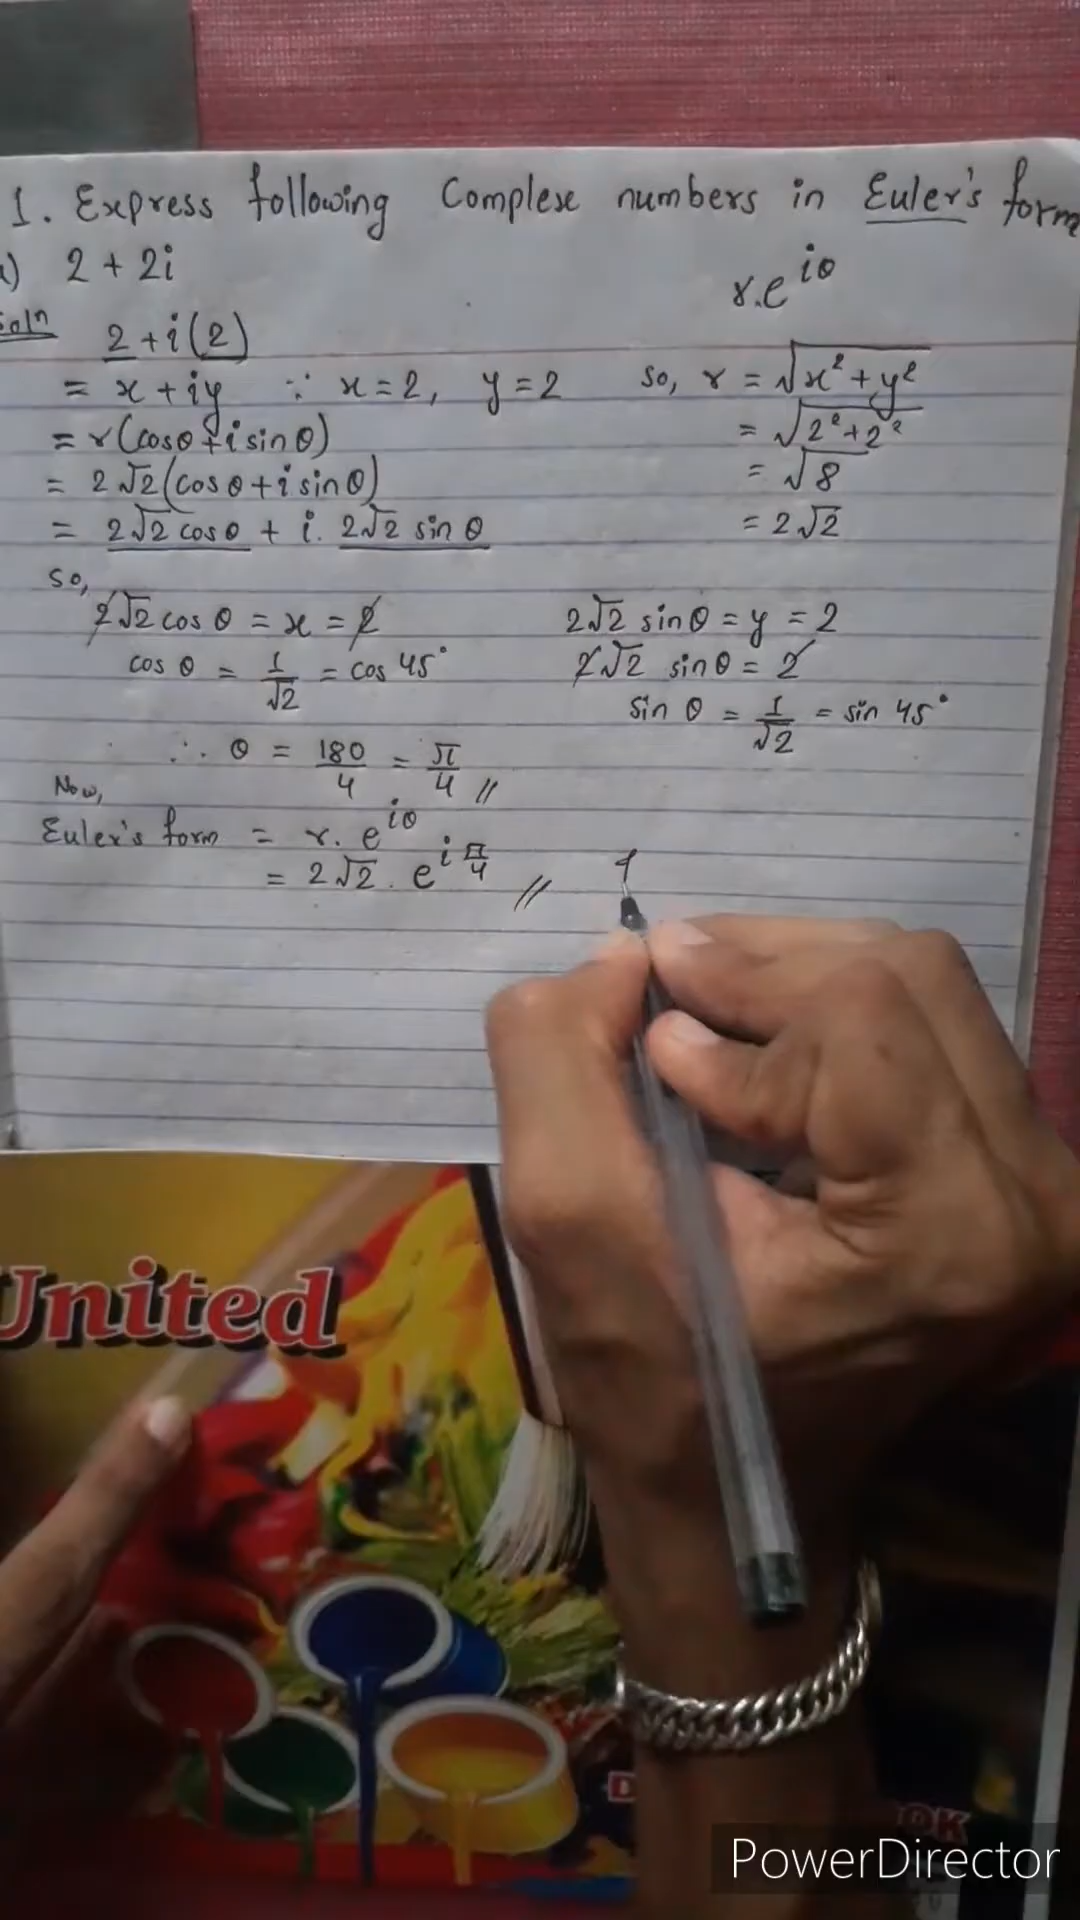 1. Express following Complex numbers in Euler's form
a) 2 + 2i
r.e^{iθ}
Soln
2 + i(2)
= x + iy ∵ x = 2, y = 2
so, r = √(x² + y²)
= r(cosθ + i sinθ)
= √(2² + 2²)
= 2√2(cosθ + i sinθ)
= √8
= 2√2 cosθ + i. 2√2 sinθ
= 2√2
so,
2√2 cosθ = x = 2
2√2 sinθ = y = 2
cosθ = 1/√2 = cos 45°
2√2 sinθ = 2
sinθ = 1/√2 = sin 45°
∴ θ = 180/4 = π/4 //
Now,
Euler's form = r. e^{iθ}
= 2√2 . e^{iπ/4} //
United
PowerDirector